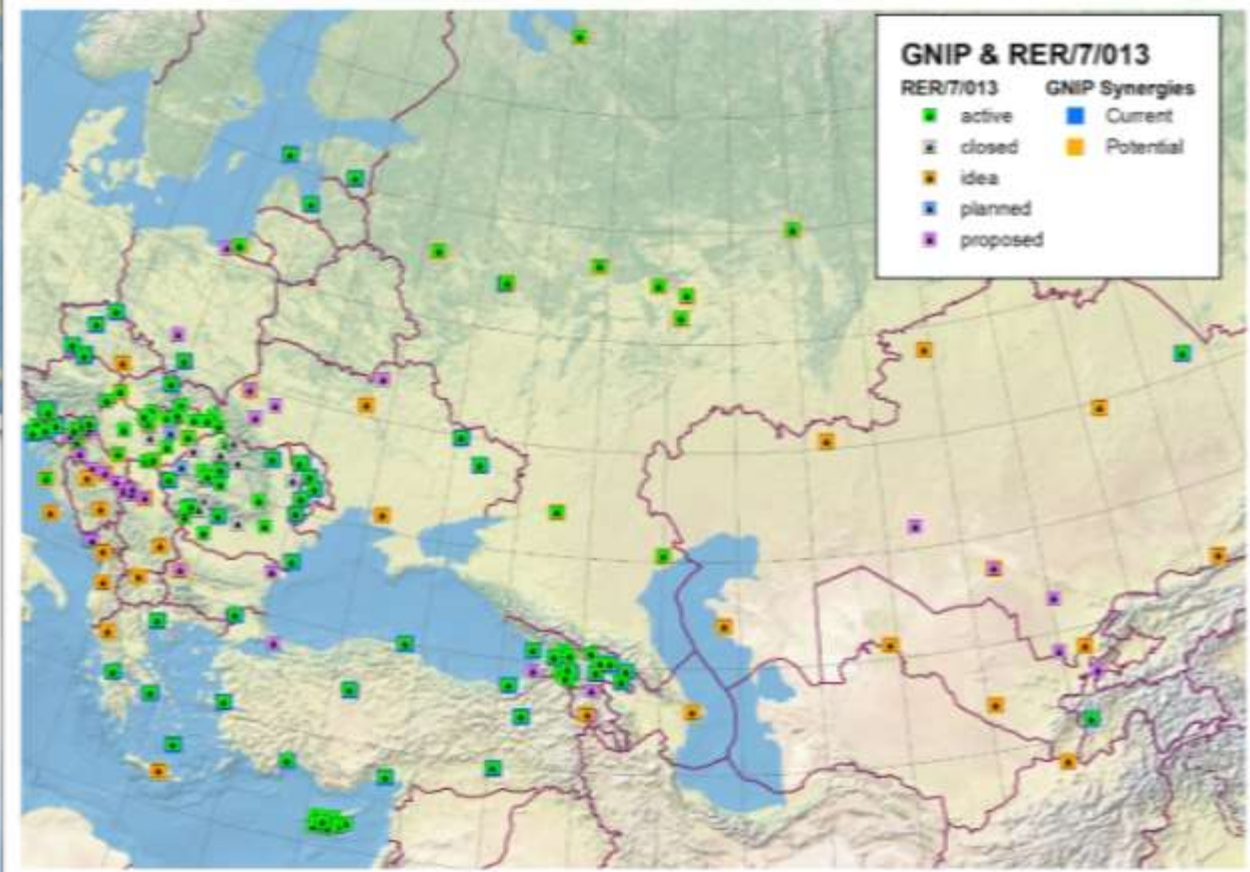 GNIP & RER/7/013
RER/7/013 GNIP Synergies
active Current
closed Potential
idea
planned
proposed